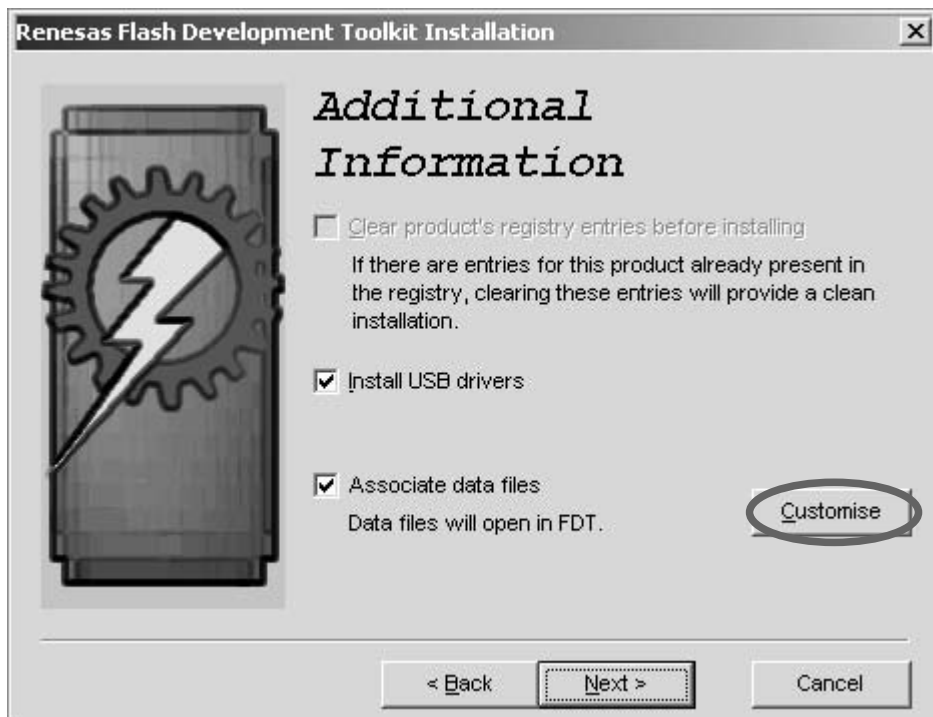 Renesas Flash Development Toolkit Installation
Additional
Information
Clear product's registry entries before installing
If there are entries for this product already present in
the registry, clearing these entries will provide a clean
installation.
Install USB drivers
Associate data files
Data files will open in FDT.
Customise
< Back
Next >
Cancel